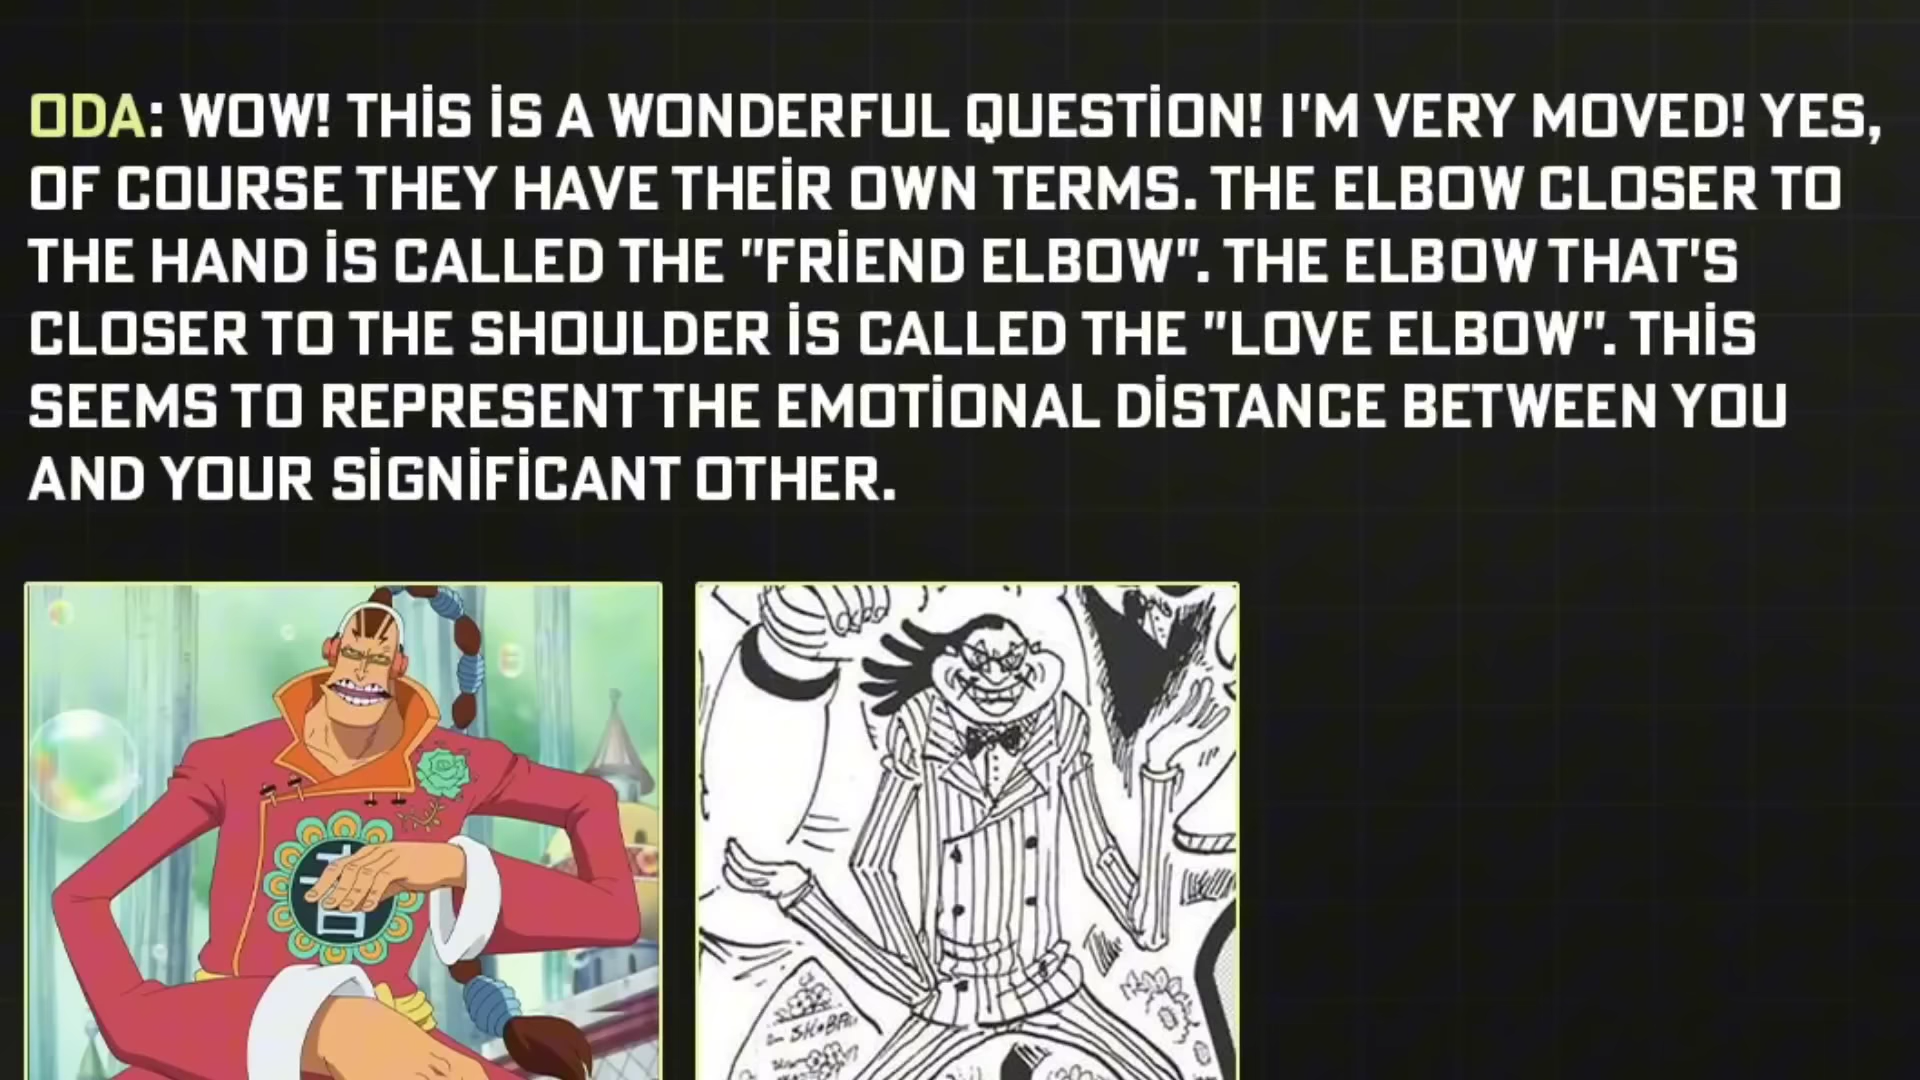 ODA: WOW! THİS İS A WONDERFUL QUESTİON! I'M VERY MOVED! YES,
OF COURSE THEY HAVE THEİR OWN TERMS. THE ELBOW CLOSER TO
THE HAND İS CALLED THE "FRİEND ELBOW". THE ELBOW THAT'S
CLOSER TO THE SHOULDER İS CALLED THE "LOVE ELBOW". THİS
SEEMS TO REPRESENT THE EMOTİONAL DİSTANCE BETWEEN YOU
AND YOUR SİGNİFİCANT OTHER.